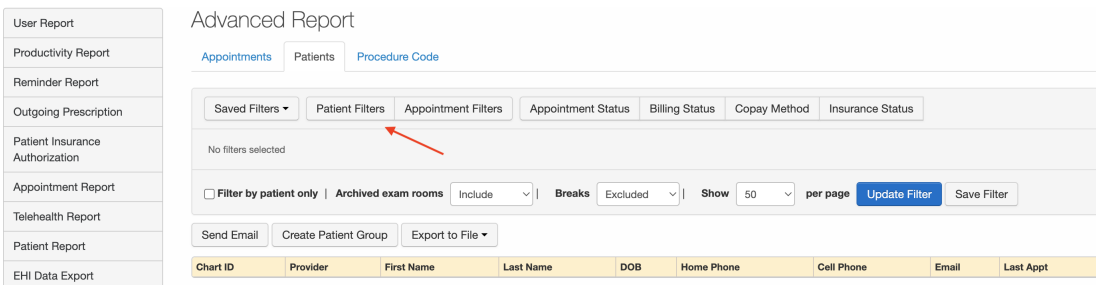 User Report
Productivity Report
Reminder Report
Outgoing Prescription
Patient Insurance
Authorization
Appointment Report
Telehealth Report
Patient Report
EHI Data Export
Advanced Report
Appointments Patients Procedure Code
Saved Filters Patient Filters Appointment Filters Appointment Status Billing Status Copay Method Insurance Status
No filters selected
Filter by patient only | Archived exam rooms Include | Breaks Excluded | Show 50 per page Update Filter Save Filter
Send Email Create Patient Group Export to File
Chart ID Provider First Name Last Name DOB Home Phone Cell Phone Email Last Appt